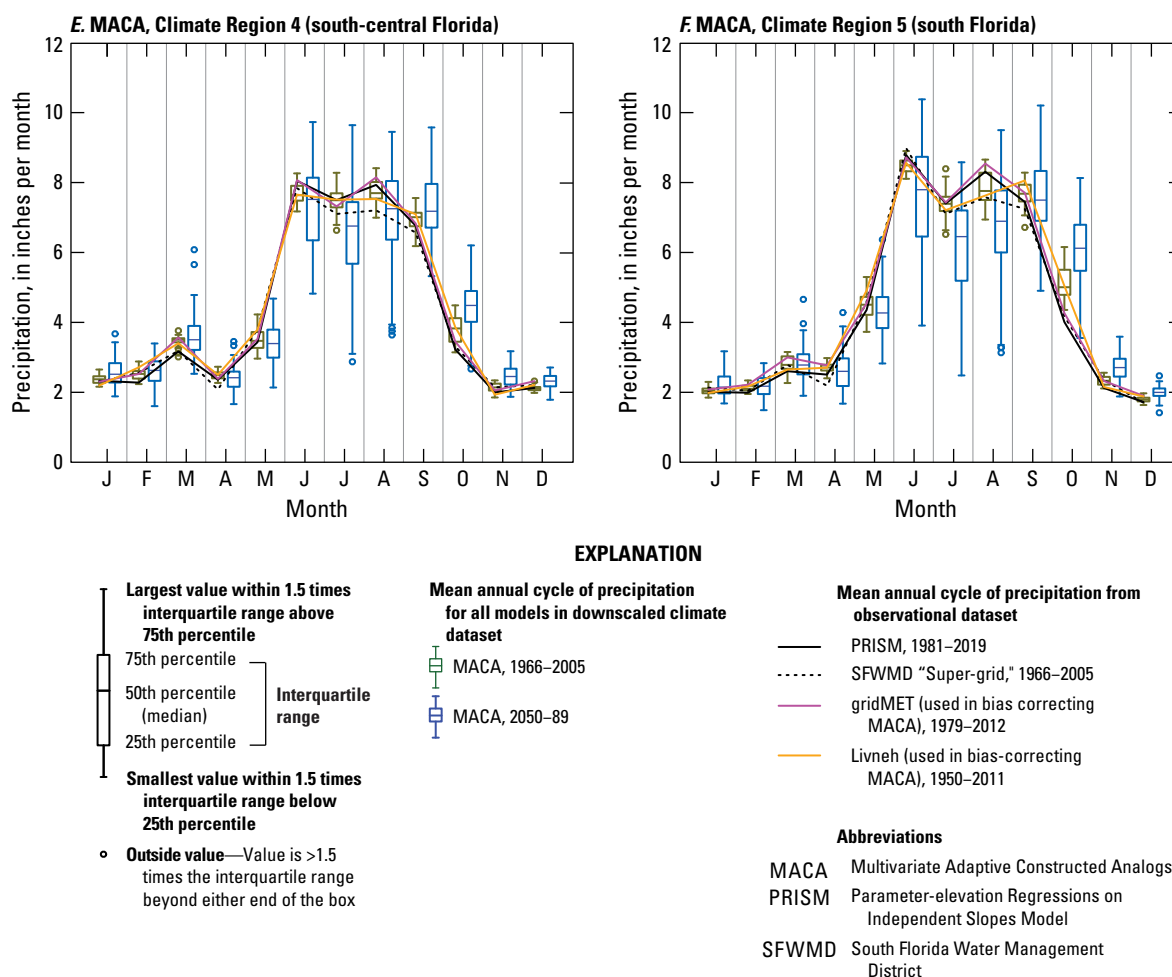 E. MACA, Climate Region 4 (south-central Florida)
12
10
8
6
4
2
0
Precipitation, in inches per month
J F M A M J J A S O N D
Month
F. MACA, Climate Region 5 (south Florida)
12
10
8
6
4
2
0
Precipitation, in inches per month
J F M A M J J A S O N D
Month
EXPLANATION
Largest value within 1.5 times
interquartile range above
75th percentile
75th percentile
50th percentile
(median)
25th percentile
Interquartile
range
Smallest value within 1.5 times
interquartile range below
25th percentile
Outside value—Value is >1.5
times the interquartile range
beyond either end of the box
Mean annual cycle of precipitation
for all models in downscaled climate
dataset
MACA, 1966–2005
MACA, 2050–89
Mean annual cycle of precipitation from
observational dataset
PRISM, 1981–2019
SFWMD “Super-grid,” 1966–2005
gridMET (used in bias correcting
MACA), 1979–2012
Livneh (used in bias-correcting
MACA), 1950–2011
Abbreviations
MACA Multivariate Adaptive Constructed Analogs
PRISM Parameter-elevation Regressions on
Independent Slopes Model
SFWMD South Florida Water Management
District